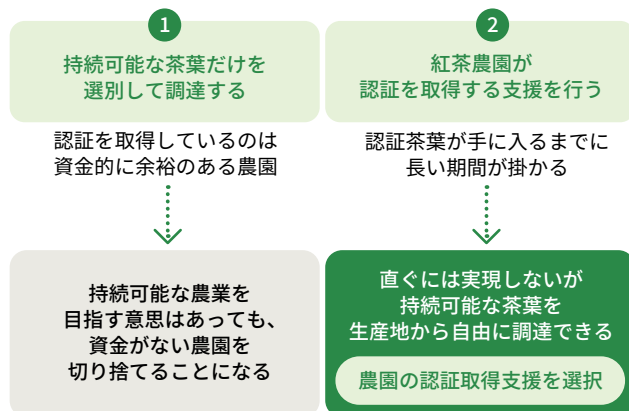 1
持続可能な茶葉だけを
選別して調達する
認証を取得しているのは
資金的に余裕のある農園
持続可能な農業を
目指す意思はあっても、
資金がない農園を
切り捨てることになる
2
紅茶農園が
認証を取得する支援を行う
認証茶葉が手に入るまでに
長い期間が掛かる
直ぐには実現しないが
持続可能な茶葉を
生産地から自由に調達できる
農園の認証取得支援を選択